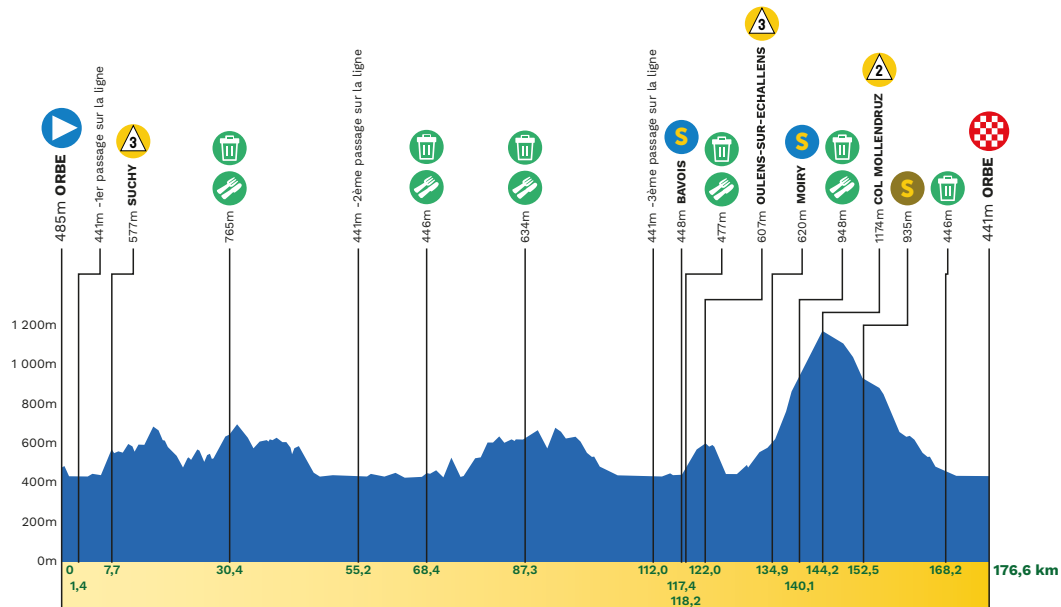 485m ORBE
441m -1er passage sur la ligne
3
577m SUCHY
765m
441m -2ème passage sur la ligne
446m
634m
441m -3ème passage sur la ligne
S
448m BAVOIS
477m
3
607m OULENS-SUR-ECHALLENS
S
620m MOIRY
948m
2
1174m COL MOLLENDRUZ
S
935m
446m
441m ORBE
1 200m
1 000m
800m
600m
400m
200m
0m
0
1,4
7,7
30,4
55,2
68,4
87,3
112,0
117,4
118,2
122,0
134,9
140,1
144,2
152,5
168,2
176,6 km